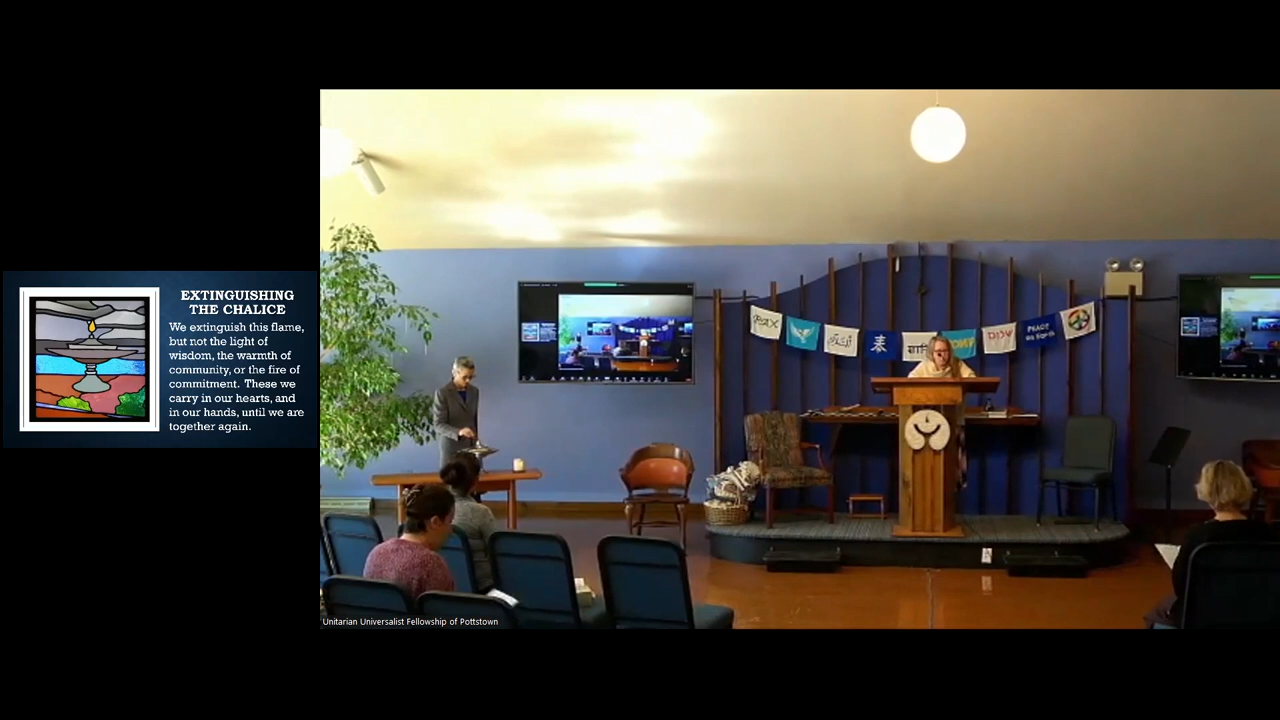 EXTINGUISHING
THE CHALICE
We extinguish this flame,
but not the light of
wisdom, the warmth of
community, or the fire of
commitment. These we
carry in our hearts, and
in our hands, until we are
together again.
PEACE
on Earth
Unitarian Universalist Fellowship of Pottstown